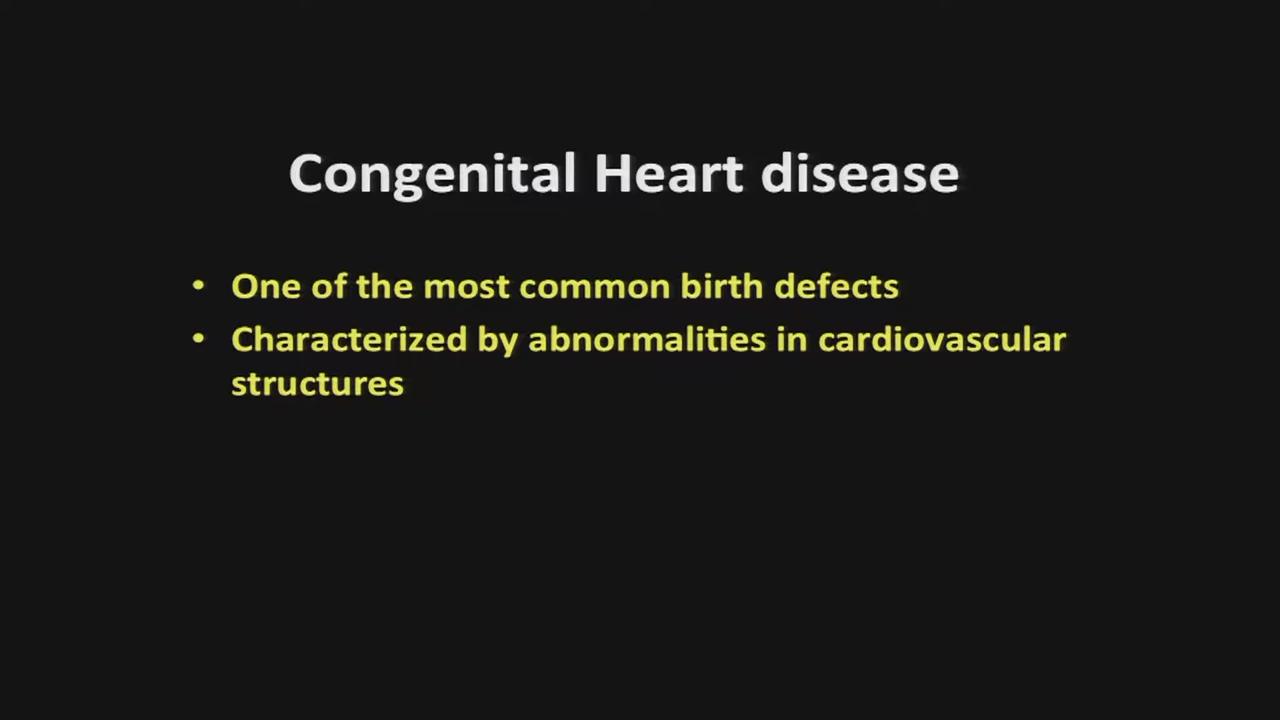 Congenital Heart disease
• One of the most common birth defects
• Characterized by abnormalities in cardiovascular
structures